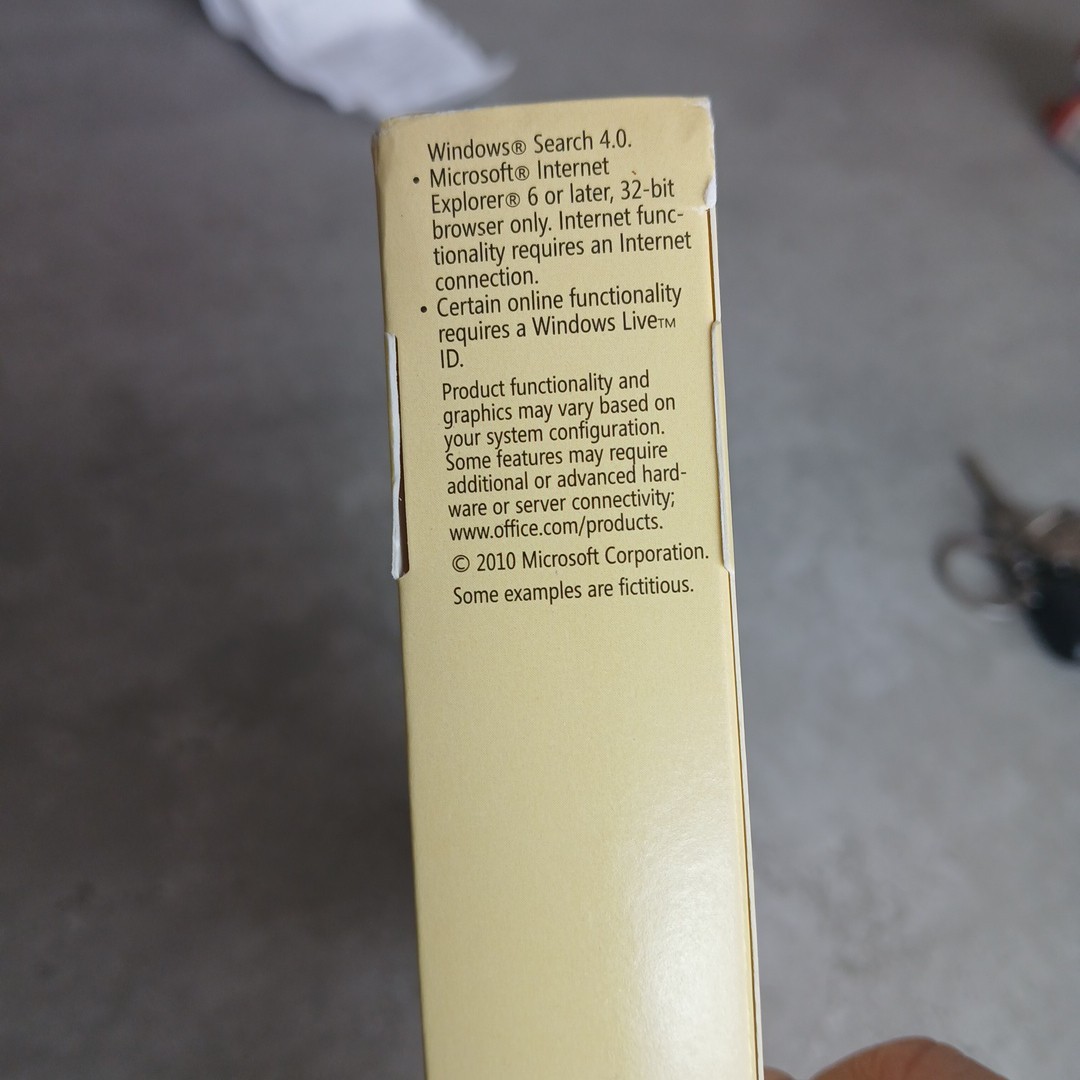 Windows® Search 4.0.
• Microsoft® Internet
Explorer® 6 or later, 32-bit
browser only. Internet func-
tionality requires an Internet
connection.
• Certain online functionality
requires a Windows Live™
ID.
Product functionality and
graphics may vary based on
your system configuration.
Some features may require
additional or advanced hard-
ware or server connectivity;
www.office.com/products.
© 2010 Microsoft Corporation.
Some examples are fictitious.